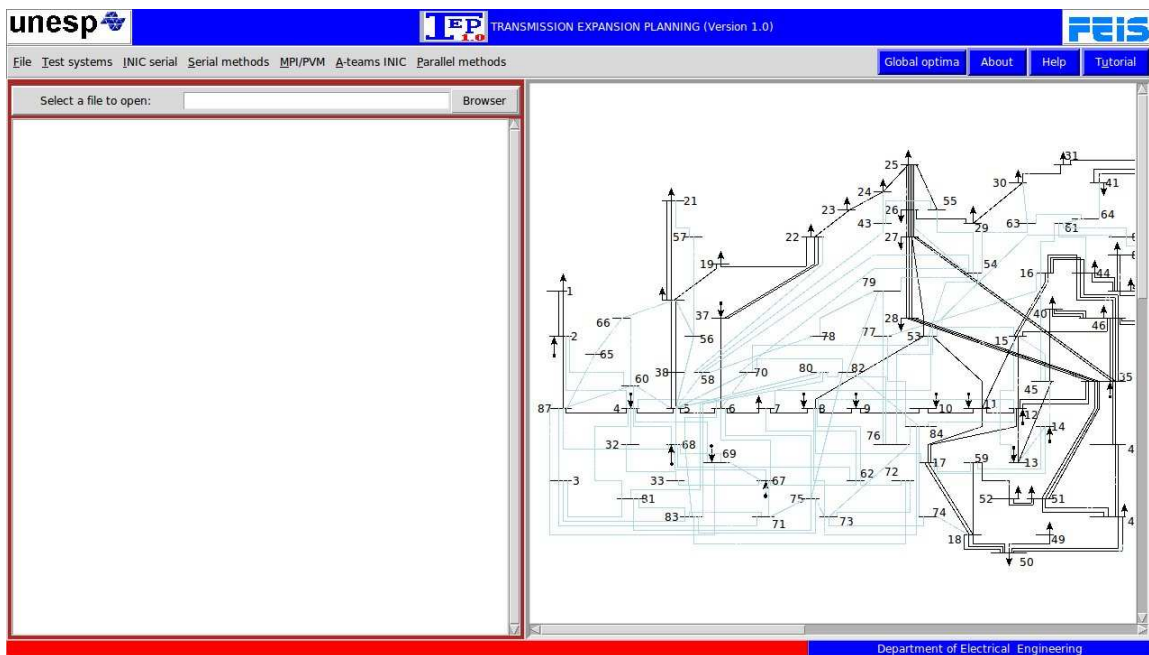 unesp
TEP 1.0 TRANSMISSION EXPANSION PLANNING (Version 1.0)
FEIS
File Test systems INIC serial Serial methods MPI/PVM A-teams INIC Parallel methods
Global optima About Help Tutorial
Select a file to open: Browser
31
25
30 41
24
21 23 26 55 64
43 29 63 61
57 22 27
19 54 16 44
1 79
37 40
66 28 46
2 56 78 77 53 15
65
38 58 70 80 82 35
60 45
87 4 5 6 7 8 9 10 11 12
76 84 14
32 68 4
69 17 59 13
3 33 67 62 72
81 75 52 51
83 71 73 74 4
18 49
50
Department of Electrical Engineering